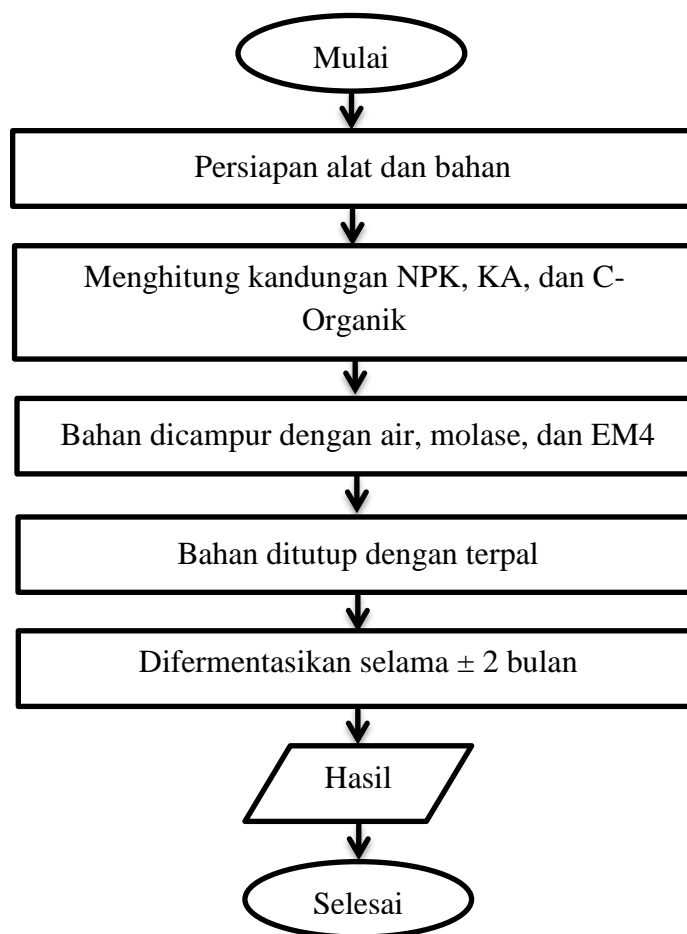 Mulai
Persiapan alat dan bahan
Menghitung kandungan NPK, KA, dan C-
Organik
Bahan dicampur dengan air, molase, dan EM4
Bahan ditutup dengan terpal
Difermentasikan selama ± 2 bulan
Hasil
Selesai